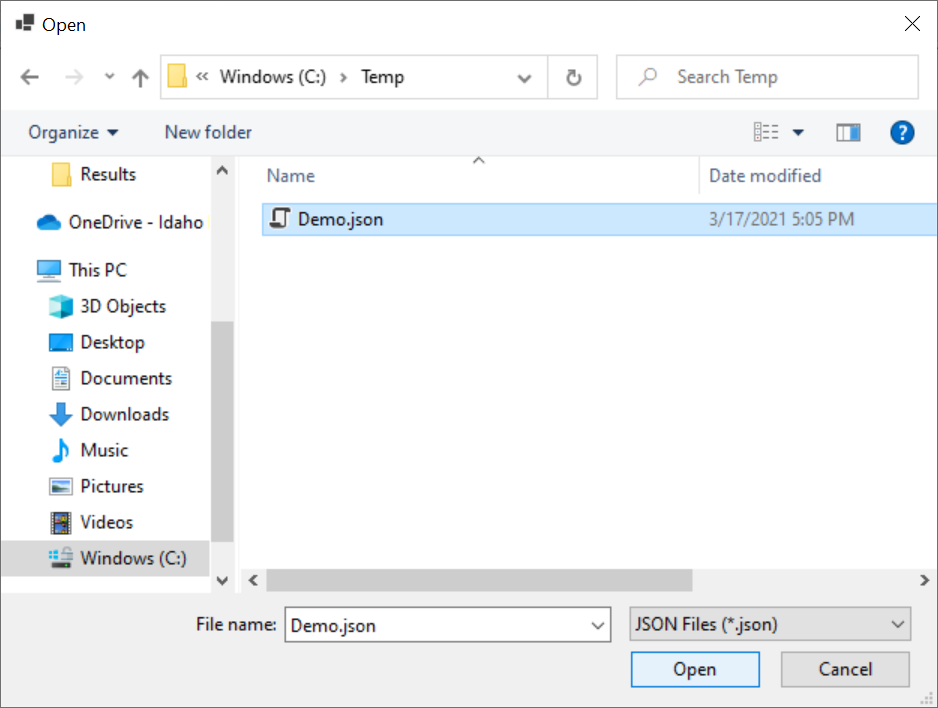 Open
« Windows (C:) › Temp
Search Temp
Organize New folder
?
Results
OneDrive - Idaho
This PC
3D Objects
Desktop
Documents
Downloads
Music
Pictures
Videos
Windows (C:)
Name Date modified
Demo.json 3/17/2021 5:05 PM
File name: Demo.json JSON Files (*.json)
Open Cancel